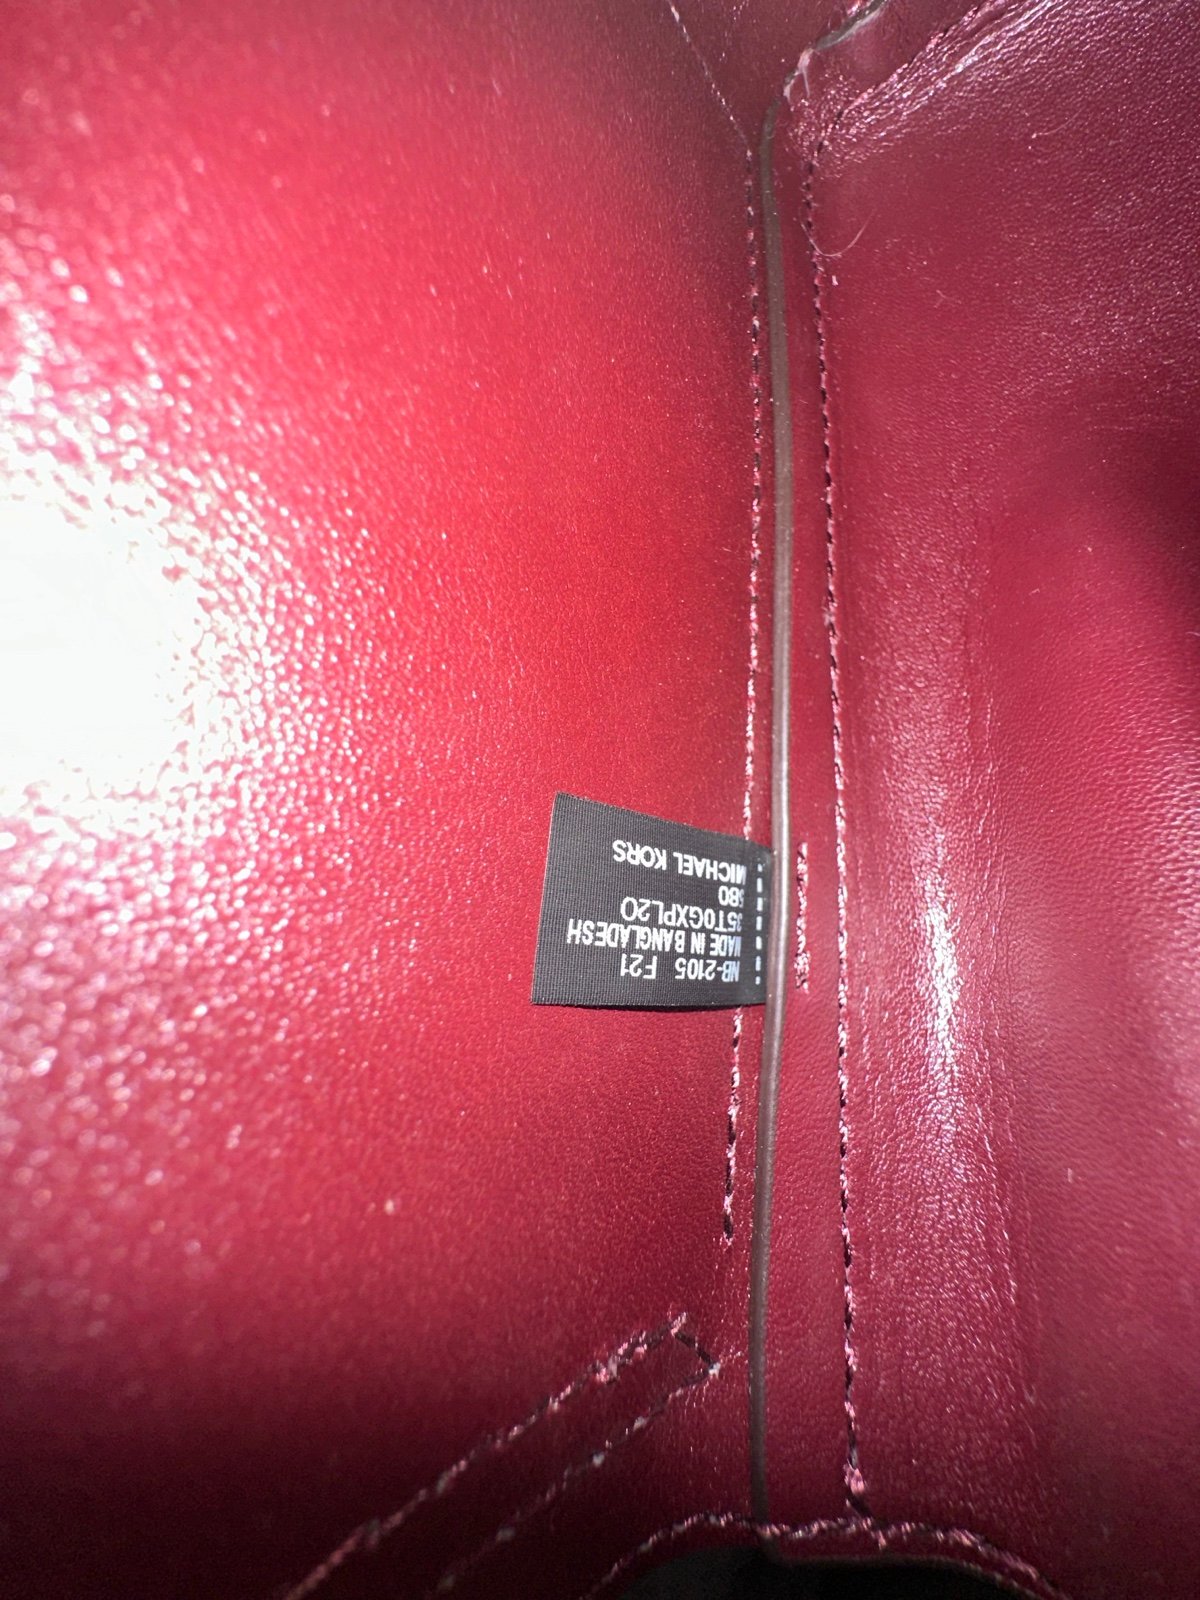 NB-2105 F21
MADE IN BANGLADESH
35T0GXPL2O
MICHAEL KORS